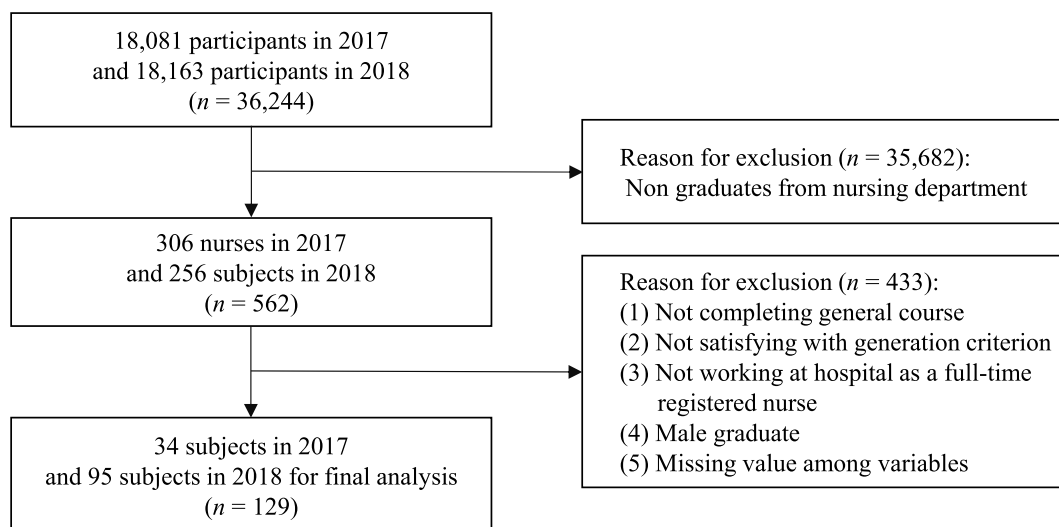 18,081 participants in 2017
and 18,163 participants in 2018
(n = 36,244)
Reason for exclusion (n = 35,682):
Non graduates from nursing department
306 nurses in 2017
and 256 subjects in 2018
(n = 562)
Reason for exclusion (n = 433):
(1) Not completing general course
(2) Not satisfying with generation criterion
(3) Not working at hospital as a full-time
registered nurse
(4) Male graduate
(5) Missing value among variables
34 subjects in 2017
and 95 subjects in 2018 for final analysis
(n = 129)